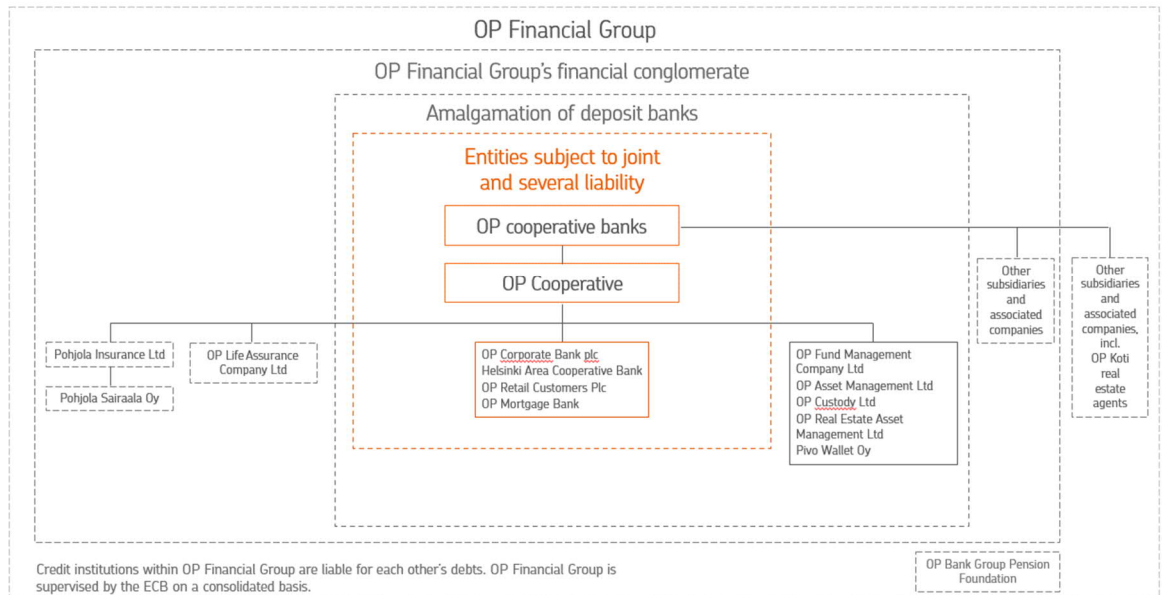 OP Financial Group
OP Financial Group's financial conglomerate
Amalgamation of deposit banks
Entities subject to joint
and several liability
OP cooperative banks
OP Cooperative
Pohjola Insurance Ltd
Pohjola Sairaala Oy
OP Life Assurance
Company Ltd
OP Corporate Bank plc
Helsinki Area Cooperative Bank
OP Retail Customers Plc
OP Mortgage Bank
OP Fund Management
Company Ltd
OP Asset Management Ltd
OP Custody Ltd
OP Real Estate Asset
Management Ltd
Pivo Wallet Oy
Other
subsidiaries
and
associated
companies
Other
subsidiaries
and
associated
companies,
incl.
OP Koti
real
estate
agents
Credit institutions within OP Financial Group are liable for each other's debts. OP Financial Group is
supervised by the ECB on a consolidated basis.
OP Bank Group Pension
Foundation